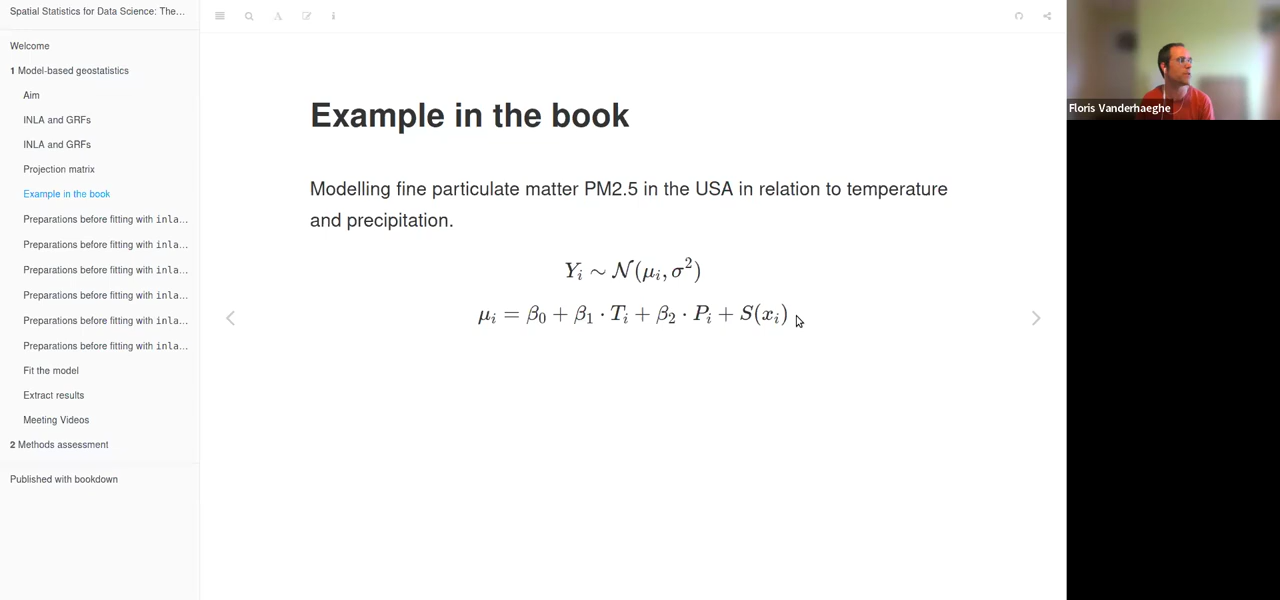 Spatial Statistics for Data Science: The...
Welcome
1 Model-based geostatistics
Aim
INLA and GRFs
INLA and GRFs
Projection matrix
Example in the book
Preparations before fitting with inla...
Preparations before fitting with inla...
Preparations before fitting with inla...
Preparations before fitting with inla...
Preparations before fitting with inla...
Preparations before fitting with inla...
Fit the model
Extract results
Meeting Videos
2 Methods assessment
Published with bookdown
A
i
Example in the book
Modelling fine particulate matter PM2.5 in the USA in relation to temperature
and precipitation.
Yᵢ ∼ 𝒩(μᵢ, σ²)
μᵢ = β₀ + β₁ · Tᵢ + β₂ · Pᵢ + S(xᵢ)
Floris Vanderhaeghe